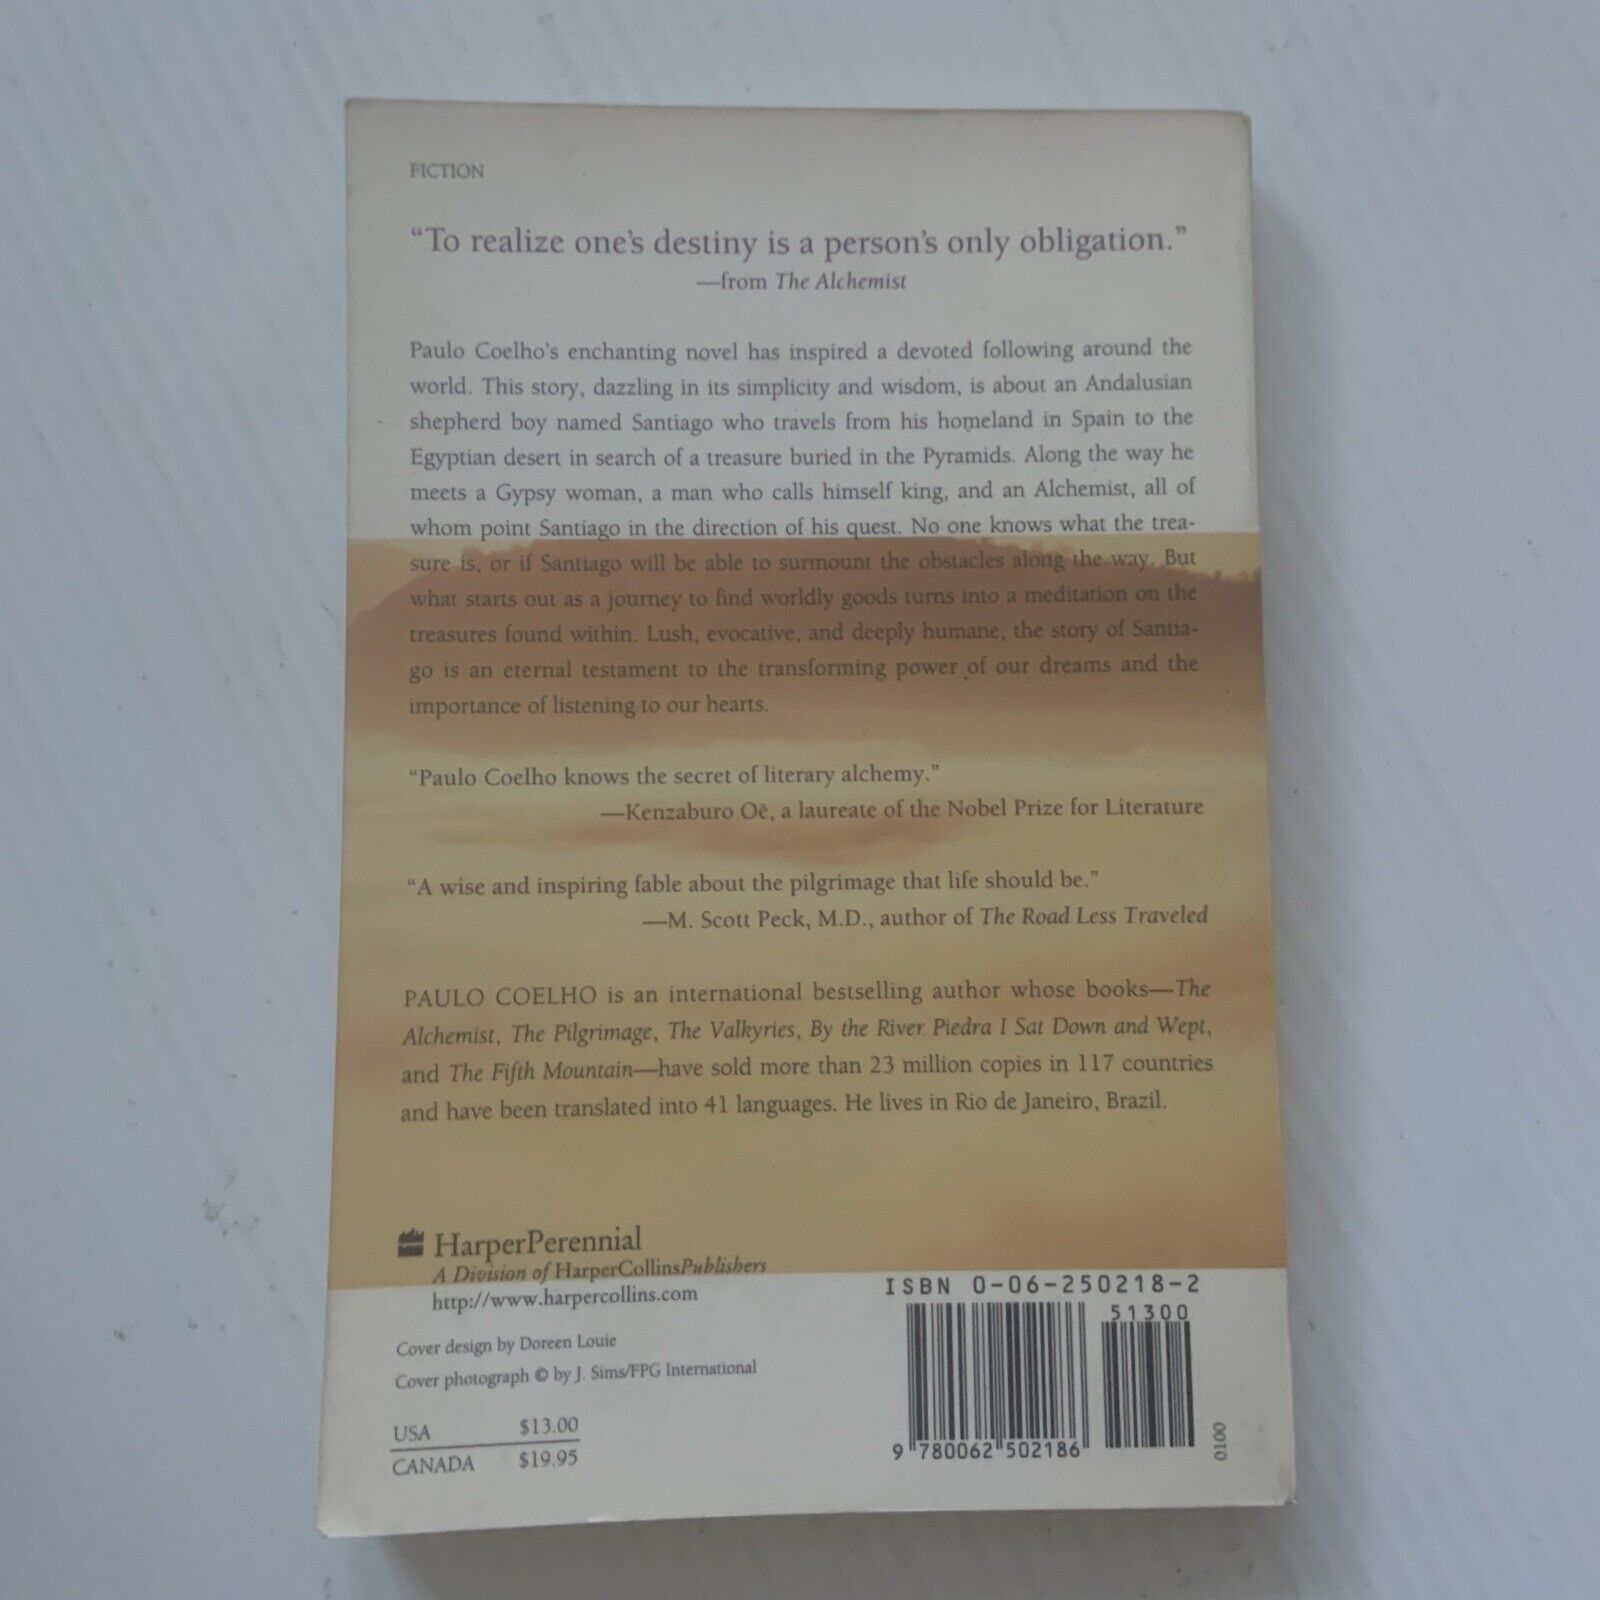 FICTION
“To realize one’s destiny is a person’s only obligation.”
—from The Alchemist
Paulo Coelho’s enchanting novel has inspired a devoted following around the
world. This story, dazzling in its simplicity and wisdom, is about an Andalusian
shepherd boy named Santiago who travels from his homeland in Spain to the
Egyptian desert in search of a treasure buried in the Pyramids. Along the way he
meets a Gypsy woman, a man who calls himself king, and an Alchemist, all of
whom point Santiago in the direction of his quest. No one knows what the trea-
sure is, or if Santiago will be able to surmount the obstacles along the way. But
what starts out as a journey to find worldly goods turns into a meditation on the
treasures found within. Lush, evocative, and deeply humane, the story of Santia-
go is an eternal testament to the transforming power of our dreams and the
importance of listening to our hearts.
“Paulo Coelho knows the secret of literary alchemy.”
—Kenzaburo Oē, a laureate of the Nobel Prize for Literature
“A wise and inspiring fable about the pilgrimage that life should be.”
—M. Scott Peck, M.D., author of The Road Less Traveled
PAULO COELHO is an international bestselling author whose books—The
Alchemist, The Pilgrimage, The Valkyries, By the River Piedra I Sat Down and Wept,
and The Fifth Mountain—have sold more than 23 million copies in 117 countries
and have been translated into 41 languages. He lives in Rio de Janeiro, Brazil.
HarperPerennial
A Division of HarperCollinsPublishers
http://www.harpercollins.com
Cover design by Doreen Louie
Cover photograph © by J. Sims/FPG International
USA $13.00
CANADA $19.95
ISBN 0-06-250218-2
51300
9 780062 502186
0100